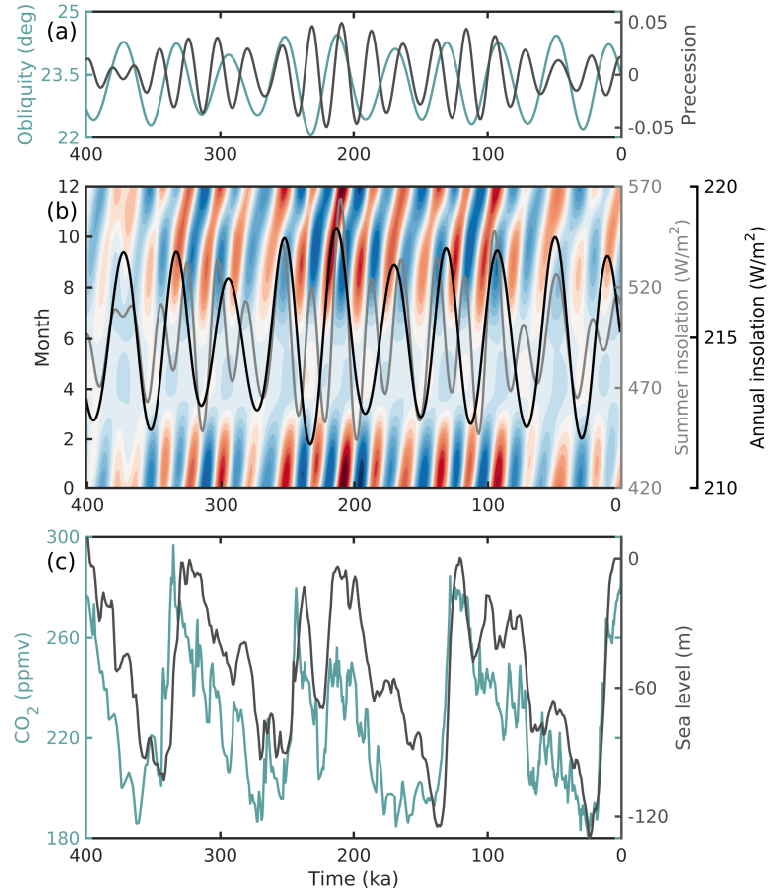 (a)
Obliquity (deg)
25
23.5
22
0.05
0
-0.05
Precession
400 300 200 100 0
(b)
Month
12
10
8
6
4
2
0
570
520
470
420
Summer insolation (W/m²)
220
215
210
Annual insolation (W/m²)
400 300 200 100 0
(c)
CO₂ (ppmv)
300
260
220
180
0
-60
-120
Sea level (m)
400 300 200 100 0
Time (ka)